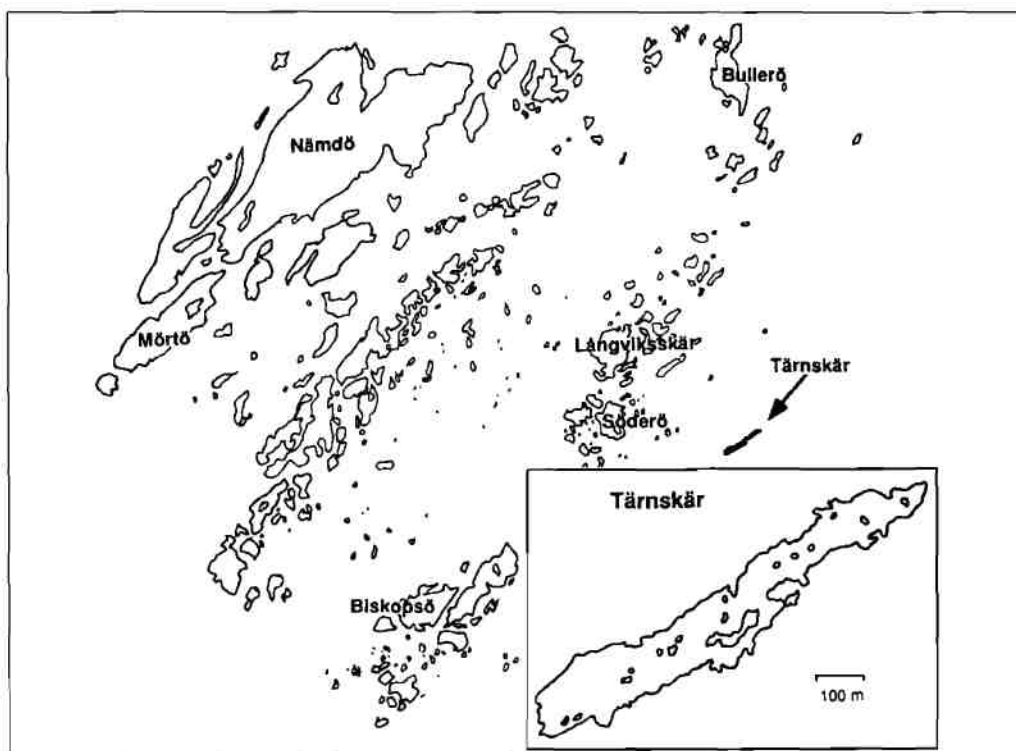 Bullerö
Nämdö
Mörtö
Långviksskär
Tärnskär
Söderö
Tärnskär
Biskopsö
100 m